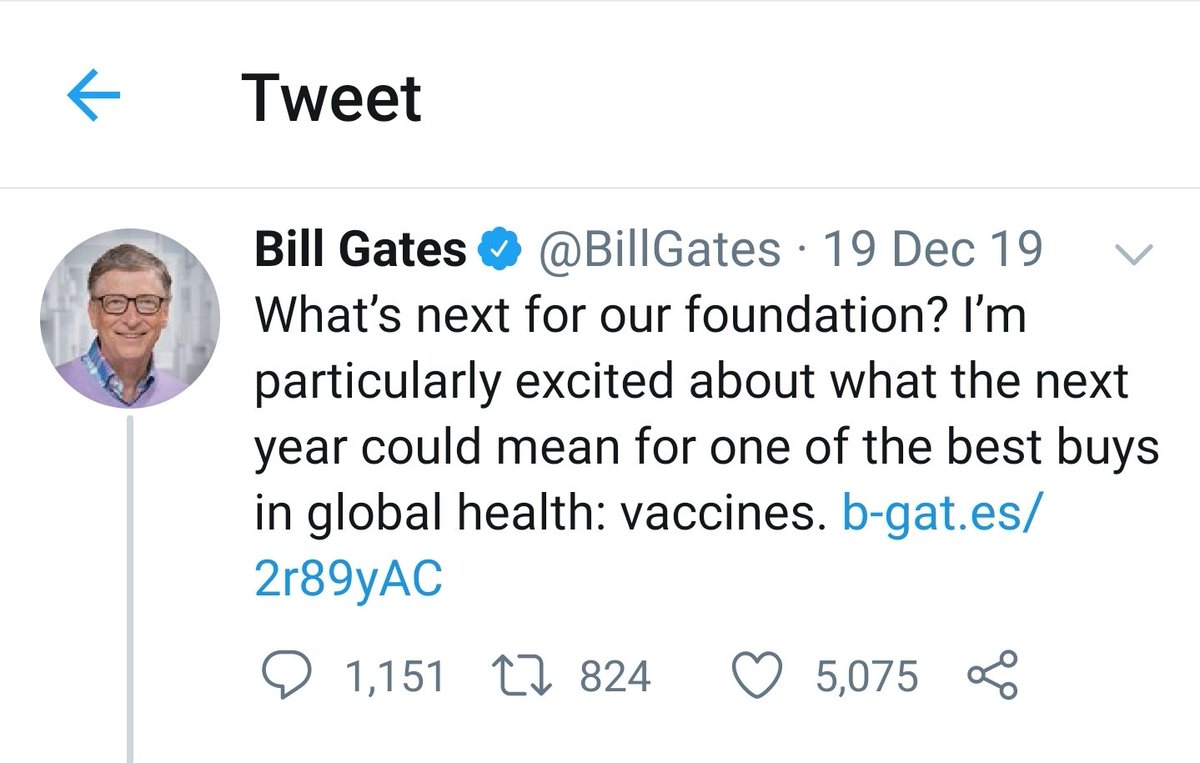 Tweet
Bill Gates @BillGates · 19 Dec 19
What’s next for our foundation? I’m
particularly excited about what the next
year could mean for one of the best buys
in global health: vaccines. b-gat.es/
2r89yAC
1,151 824 5,075